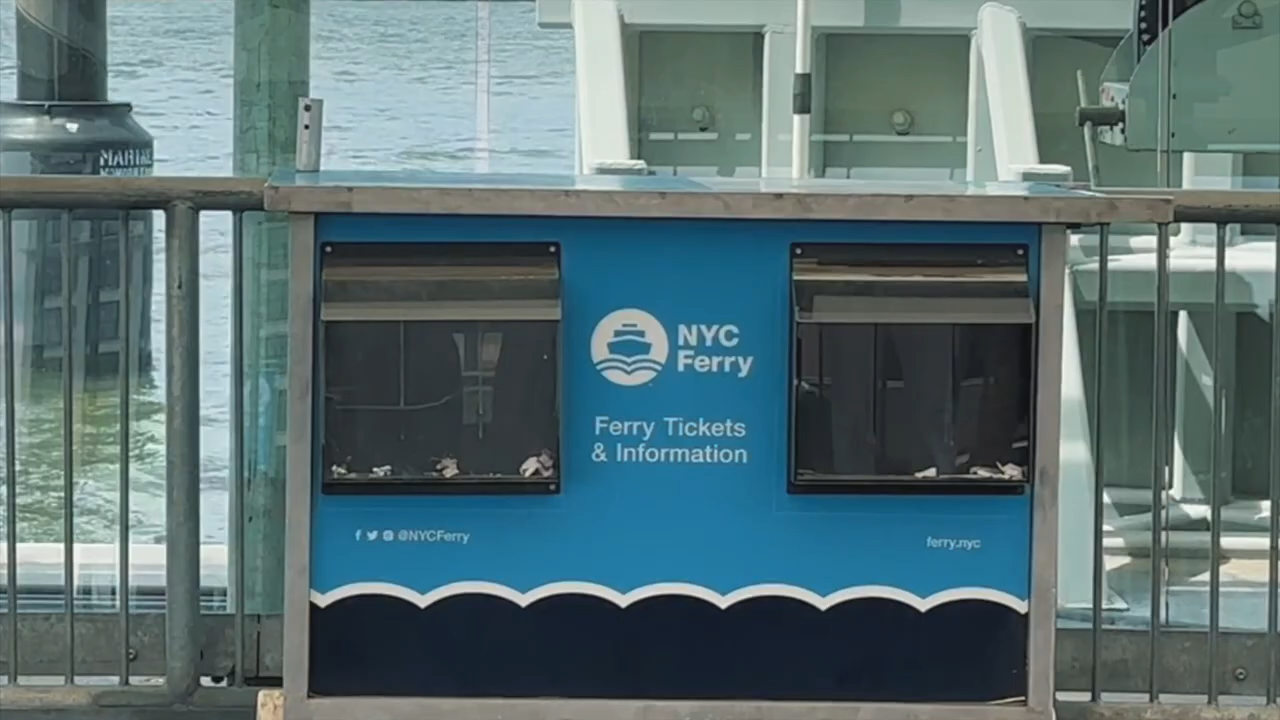 MARINE
NYC
Ferry
Ferry Tickets
& Information
@NYCFerry
ferry.nyc